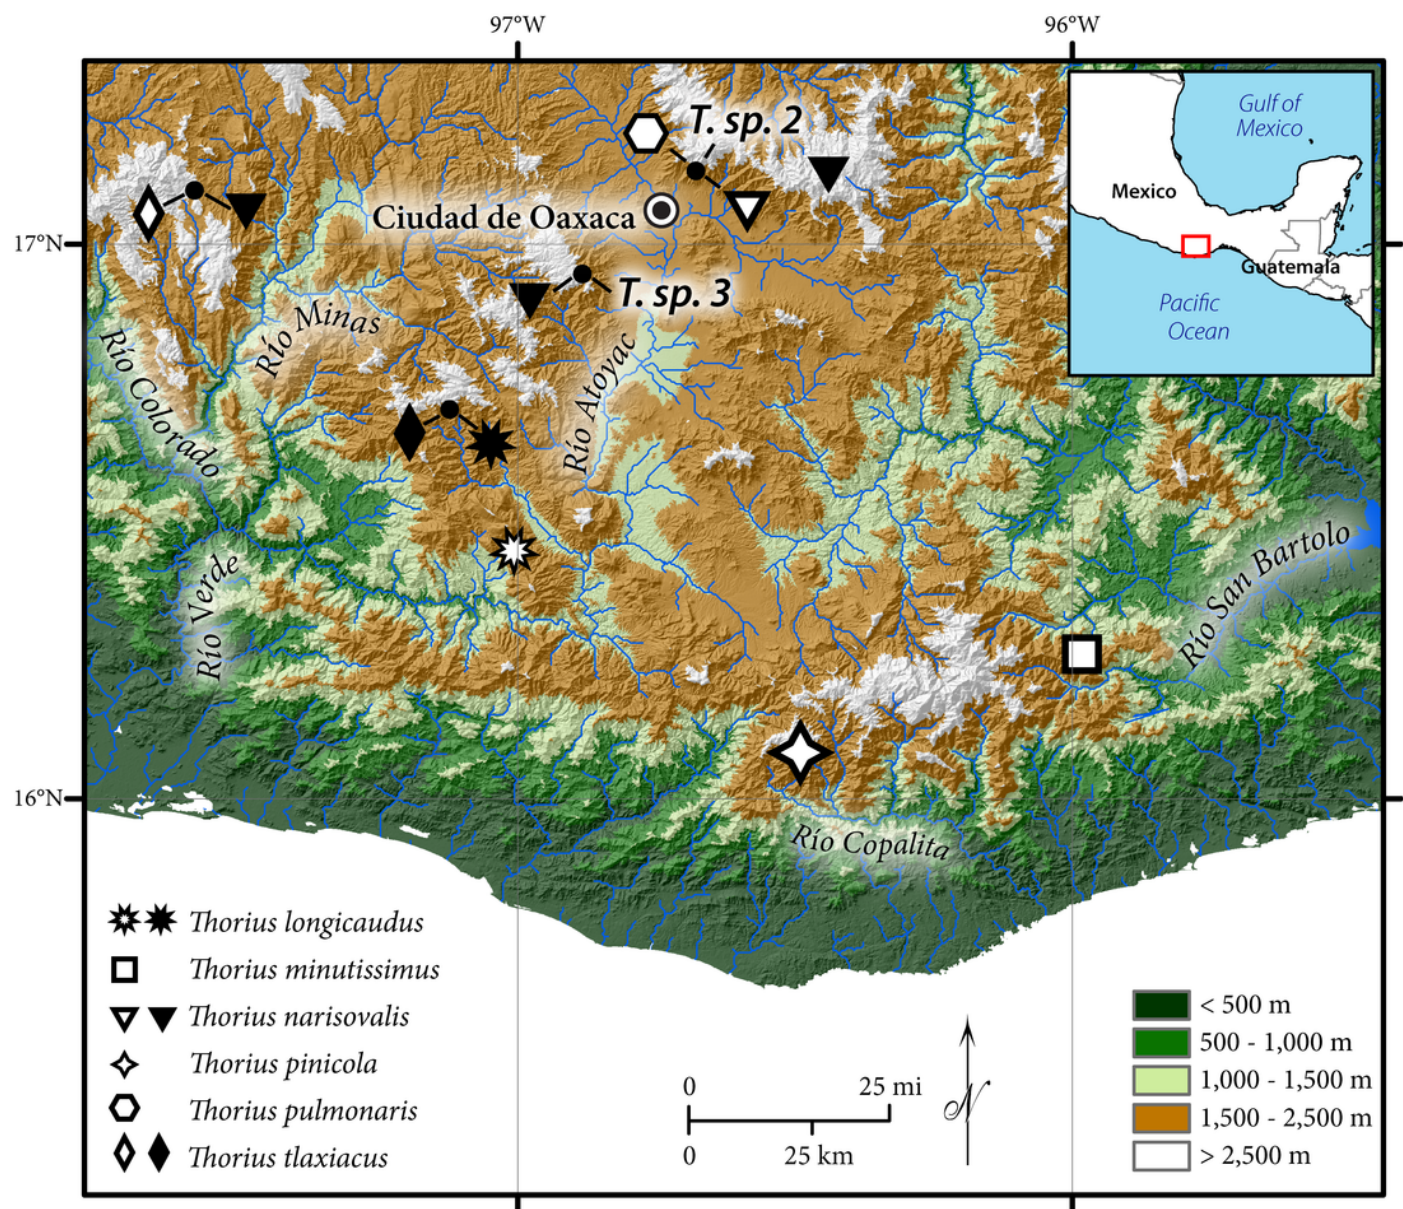 97°W
96°W
T. sp. 2
Ciudad de Oaxaca
17°N
T. sp. 3
Río Minas
Río Colorado
Río Atoyac
Río Verde
Río San Bartolo
16°N
Río Copalita
Gulf of
Mexico
Mexico
Guatemala
Pacific
Ocean
Thorius longicaudus
Thorius minutissimus
Thorius narisovalis
Thorius pinicola
Thorius pulmonaris
Thorius tlaxiacus
0 25 mi
0 25 km
N
< 500 m
500 - 1,000 m
1,000 - 1,500 m
1,500 - 2,500 m
> 2,500 m